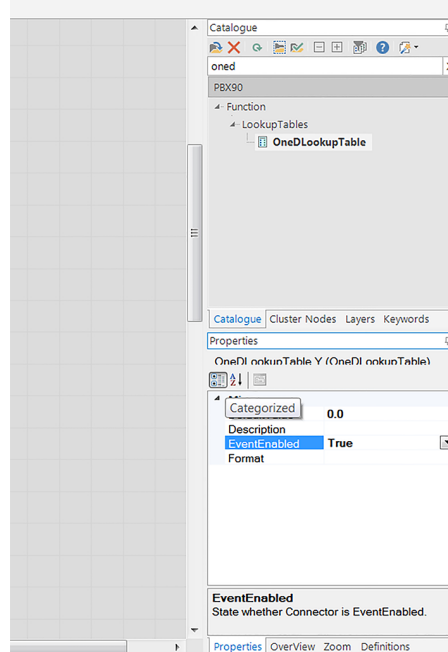 Catalogue
oned
PBX90
Function
LookupTables
OneDLookupTable
Catalogue Cluster Nodes Layers Keywords
Properties
OneDLookupTable Y (OneDLookupTable)
Categorized
0.0
Description
EventEnabled True
Format
EventEnabled
State whether Connector is EventEnabled.
Properties OverView Zoom Definitions